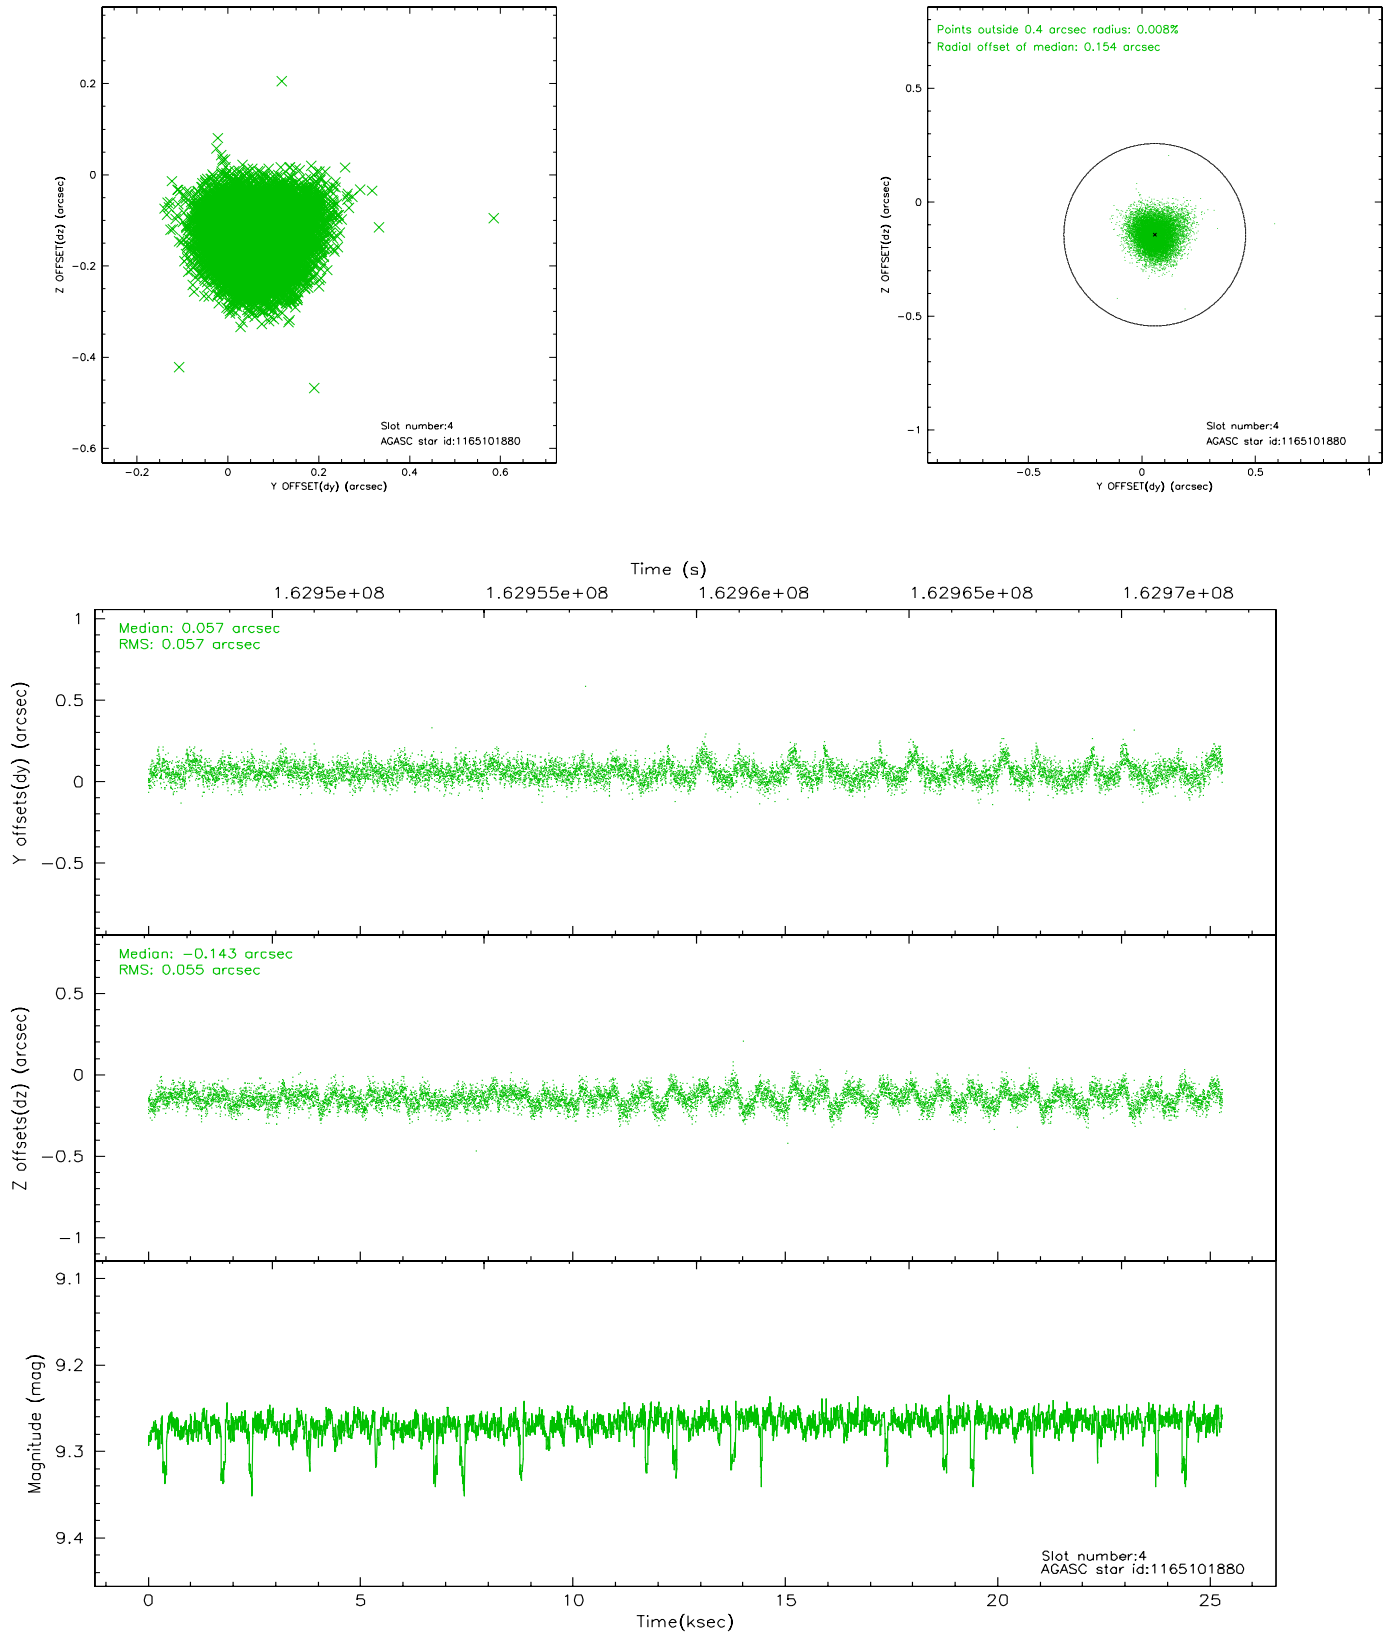 0.2
0
−0.2
−0.4
−0.6
Z OFFSET(dz) (arcsec)
Slot number:4
AGASC star id:1165101880
−0.2
0
0.2
0.4
0.6
Y OFFSET(dy) (arcsec)
Points outside 0.4 arcsec radius: 0.008%
Radial offset of median: 0.154 arcsec
0.5
0
−0.5
−1
Z OFFSET(dz) (arcsec)
Slot number:4
AGASC star id:1165101880
−0.5
0
0.5
1
Y OFFSET(dy) (arcsec)
Time (s)
1.6295e+08
1.62955e+08
1.6296e+08
1.62965e+08
1.6297e+08
Median: 0.057 arcsec
RMS: 0.057 arcsec
1
0.5
0
−0.5
Y offsets(dy) (arcsec)
Median: −0.143 arcsec
RMS: 0.055 arcsec
0.5
0
−0.5
−1
Z offsets(dz) (arcsec)
9.1
9.2
9.3
9.4
Magnitude (mag)
Slot number:4
AGASC star id:1165101880
0
5
10
15
20
25
Time(ksec)